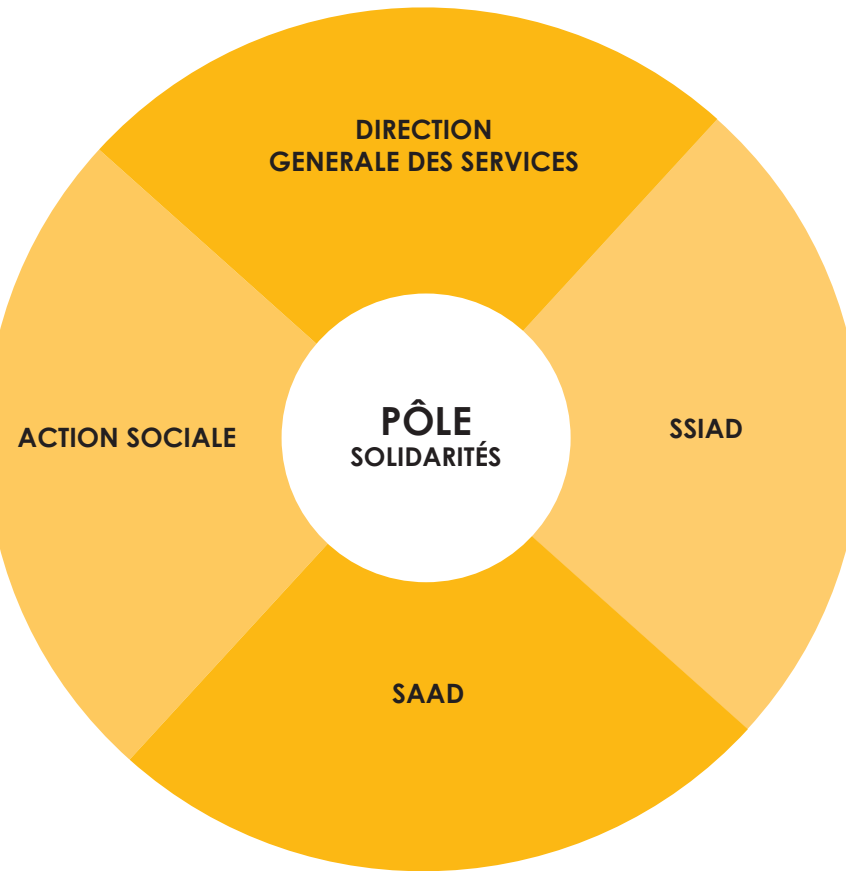 DIRECTION
GENERALE DES SERVICES
ACTION SOCIALE
PÔLE
SOLIDARITÉS
SSIAD
SAAD